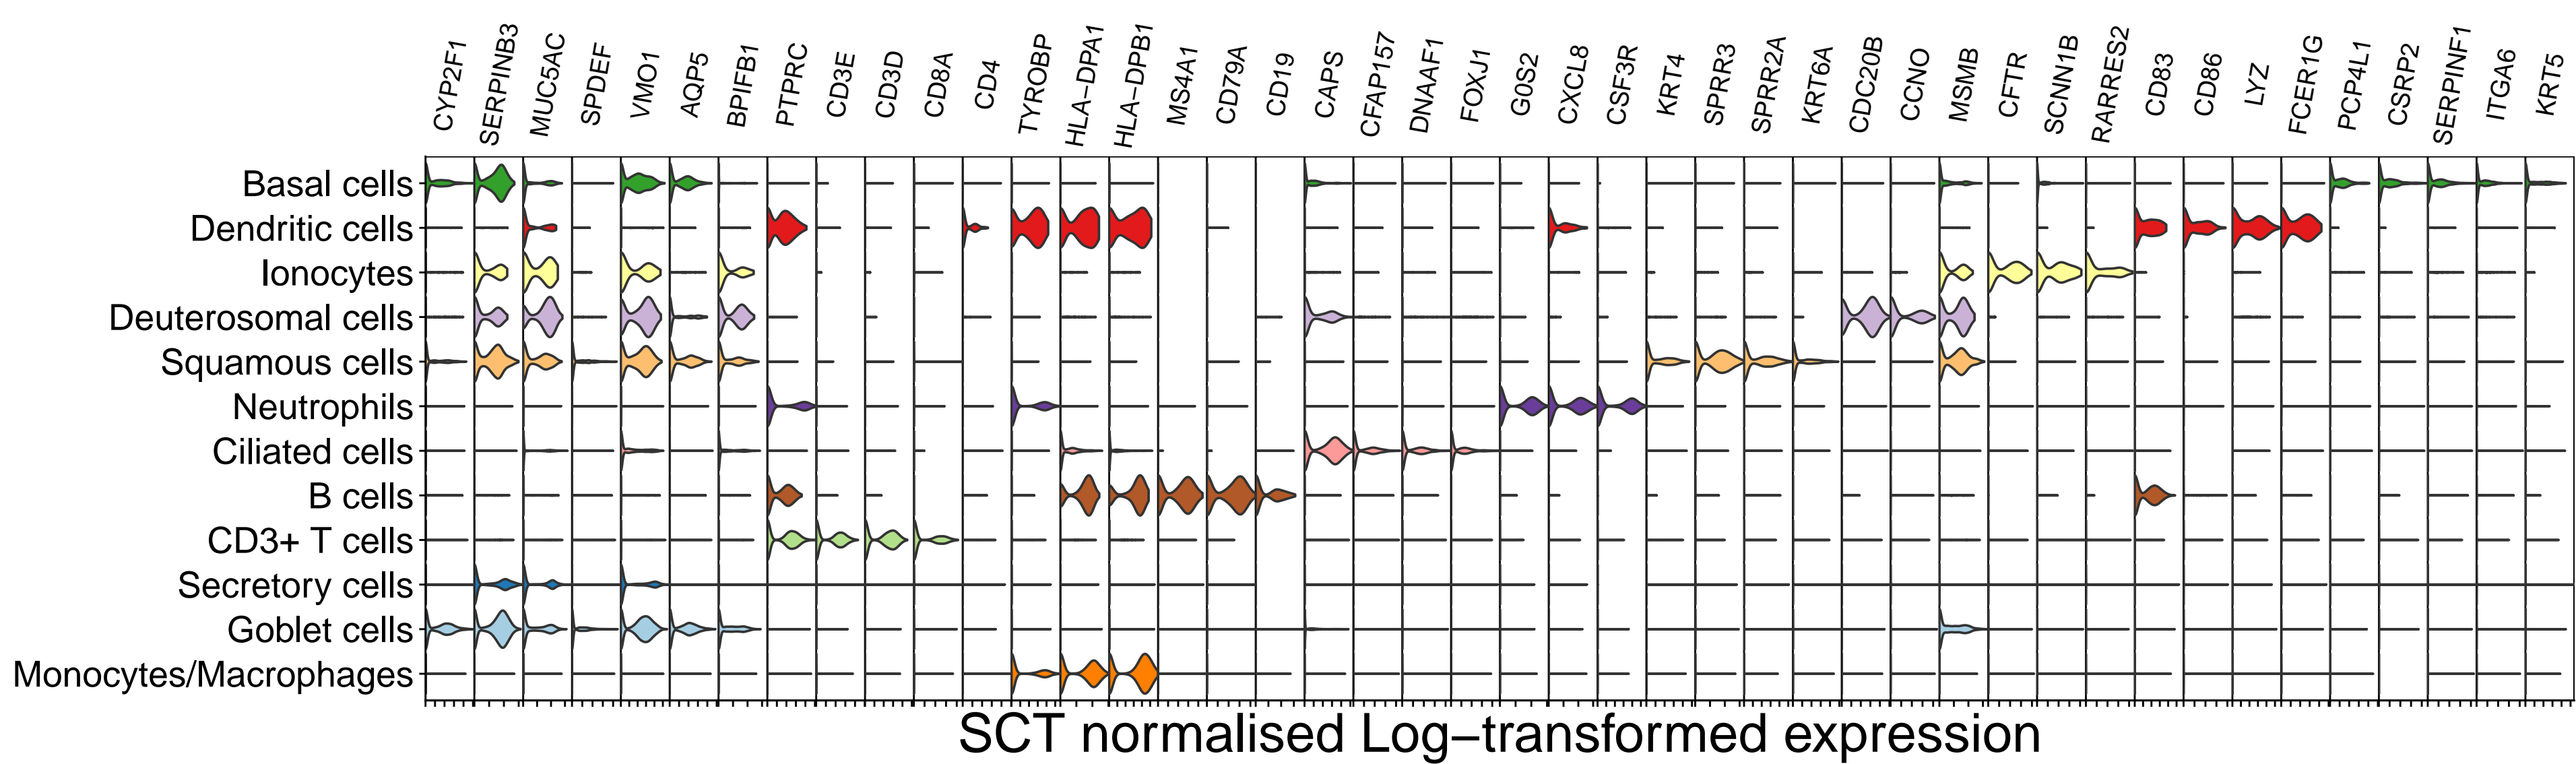 CYP2F1 SERPINB3 MUC5AC SPDEF VMO1 AQP5 BPIFB1 PTPRC CD3E CD3D CD8A CD4 TYROBP HLA−DPA1 HLA−DPB1 MS4A1 CD79A CD19 CAPS CFAP157 DNAAF1 FOXJ1 G0S2 CXCL8 CSF3R KRT4 SPRR3 SPRR2A KRT6A CDC20B CCNO MSMB CFTR SCNN1B RARRES2 CD83 CD86 LYZ FCER1G PCP4L1 CSRP2 SERPINF1 ITGA6 KRT5
Basal cells
Dendritic cells
Ionocytes
Deuterosomal cells
Squamous cells
Neutrophils
Ciliated cells
B cells
CD3+ T cells
Secretory cells
Goblet cells
Monocytes/Macrophages
SCT normalised Log−transformed expression